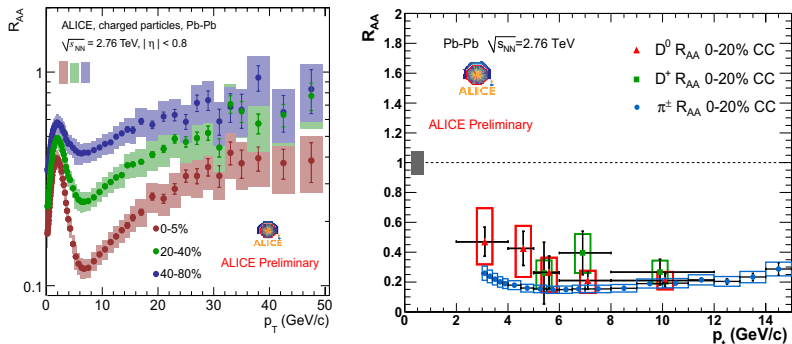 R_AA
ALICE, charged particles, Pb-Pb
√s_NN = 2.76 TeV, | η | < 0.8
1
0.1
0-5%
20-40%
40-80%
ALICE
ALICE Preliminary
0 10 20 30 40 50
p_T (GeV/c)
R_AA
2
1.8
1.6
1.4
1.2
1
0.8
0.6
0.4
0.2
0
Pb-Pb √s_NN=2.76 TeV
ALICE
ALICE Preliminary
D⁰ R_AA 0-20% CC
D⁺ R_AA 0-20% CC
π± R_AA 0-20% CC
0 2 4 6 8 10 12 14
p_t (GeV/c)